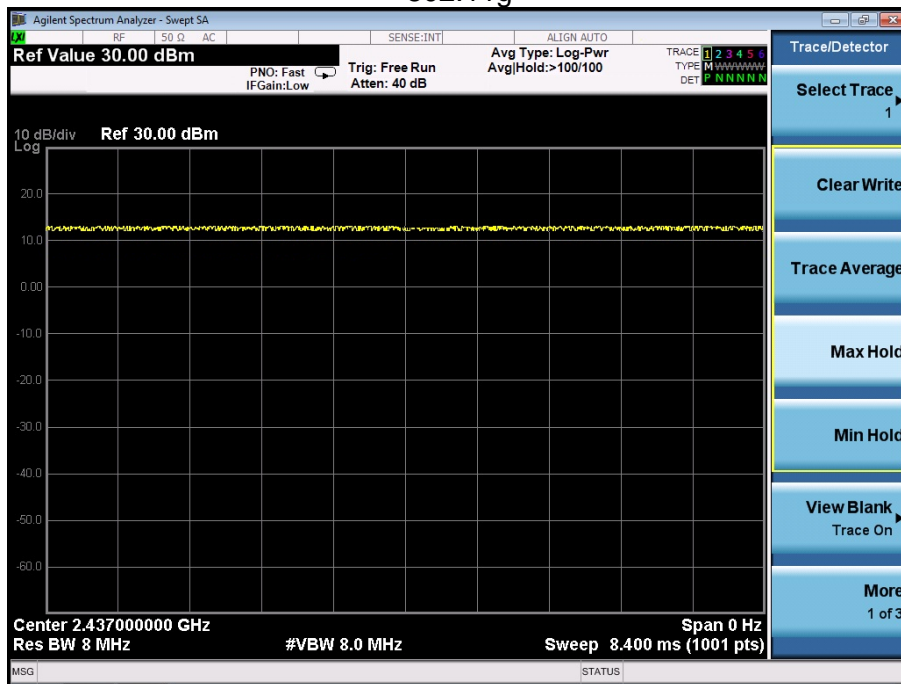 Agilent Spectrum Analyzer - Swept SA
LXI RF 50 Ω AC SENSE:INT ALIGN AUTO
Ref Value 30.00 dBm
PNO: Fast
IFGain:Low
Trig: Free Run
Atten: 40 dB
Avg Type: Log-Pwr
Avg|Hold:>100/100
TRACE 1 2 3 4 5 6
TYPE M W W W W W
DET P N N N N N
10 dB/div Ref 30.00 dBm
Log
20.0
10.0
0.00
-10.0
-20.0
-30.0
-40.0
-50.0
-60.0
Center 2.437000000 GHz Span 0 Hz
Res BW 8 MHz #VBW 8.0 MHz Sweep 8.400 ms (1001 pts)
MSG STATUS
Trace/Detector
Select Trace
1
Clear Write
Trace Average
Max Hold
Min Hold
View Blank
Trace On
More
1 of 3